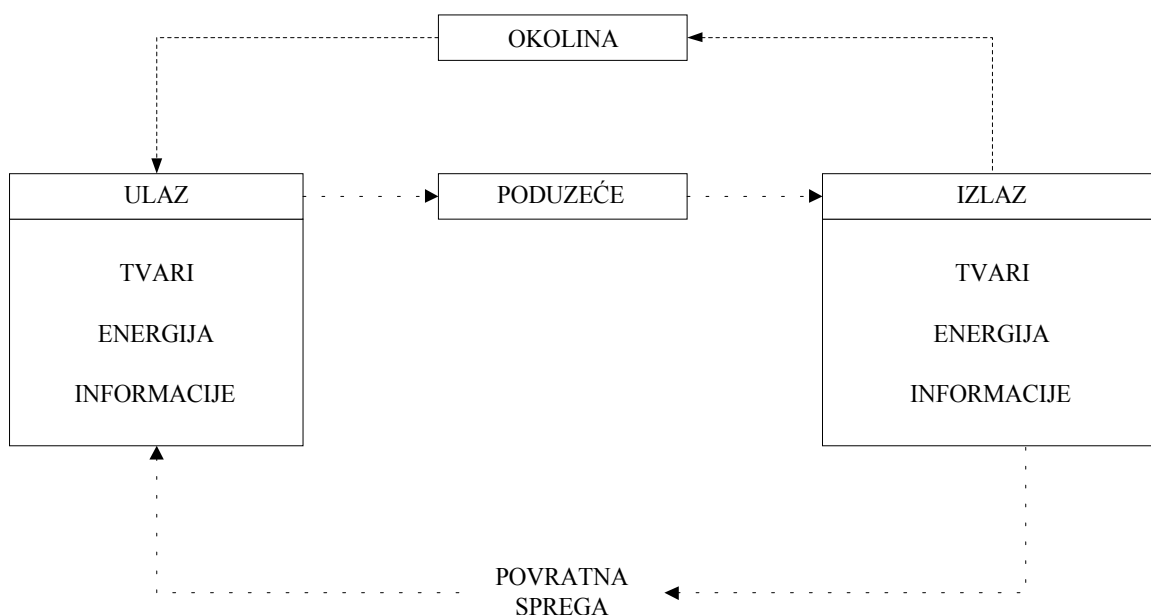 OKOLINA
ULAZ
PODUZEĆE
IZLAZ
TVARI
ENERGIJA
INFORMACIJE
TVARI
ENERGIJA
INFORMACIJE
POVRATNA
SPREGA